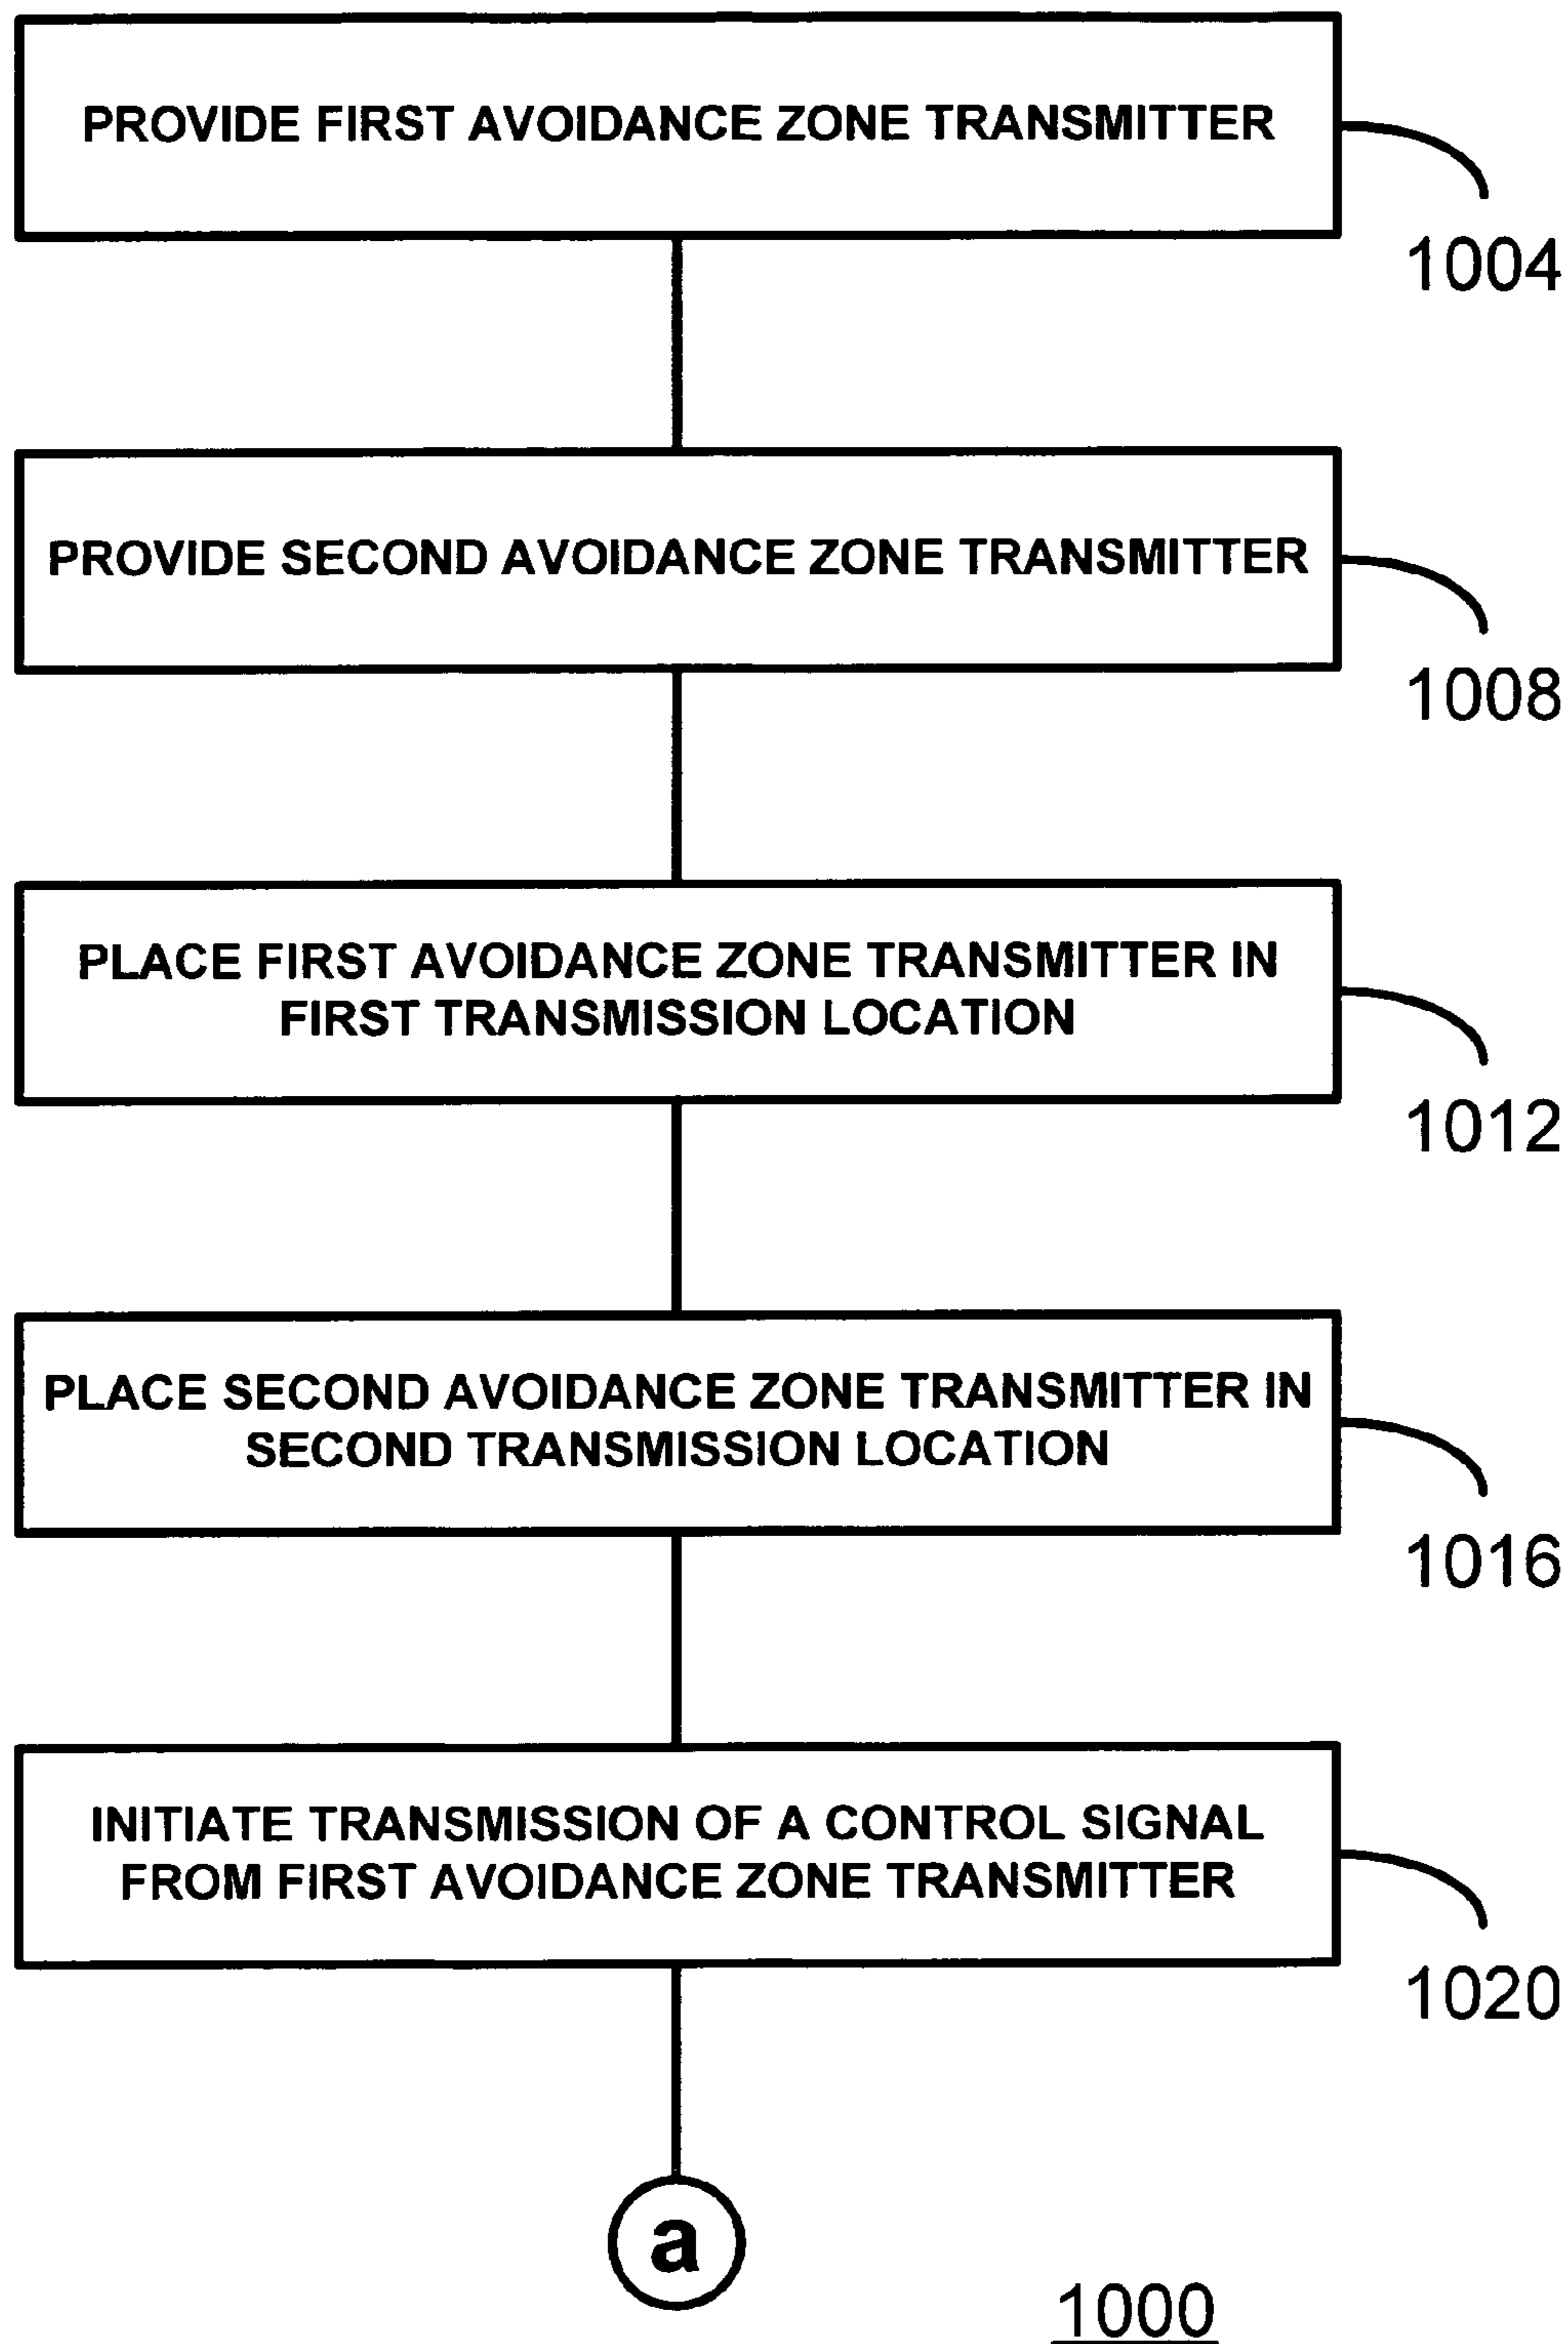 PROVIDE FIRST AVOIDANCE ZONE TRANSMITTER
1004
PROVIDE SECOND AVOIDANCE ZONE TRANSMITTER
1008
PLACE FIRST AVOIDANCE ZONE TRANSMITTER IN
FIRST TRANSMISSION LOCATION
1012
PLACE SECOND AVOIDANCE ZONE TRANSMITTER IN
SECOND TRANSMISSION LOCATION
1016
INITIATE TRANSMISSION OF A CONTROL SIGNAL
FROM FIRST AVOIDANCE ZONE TRANSMITTER
1020
a
1000